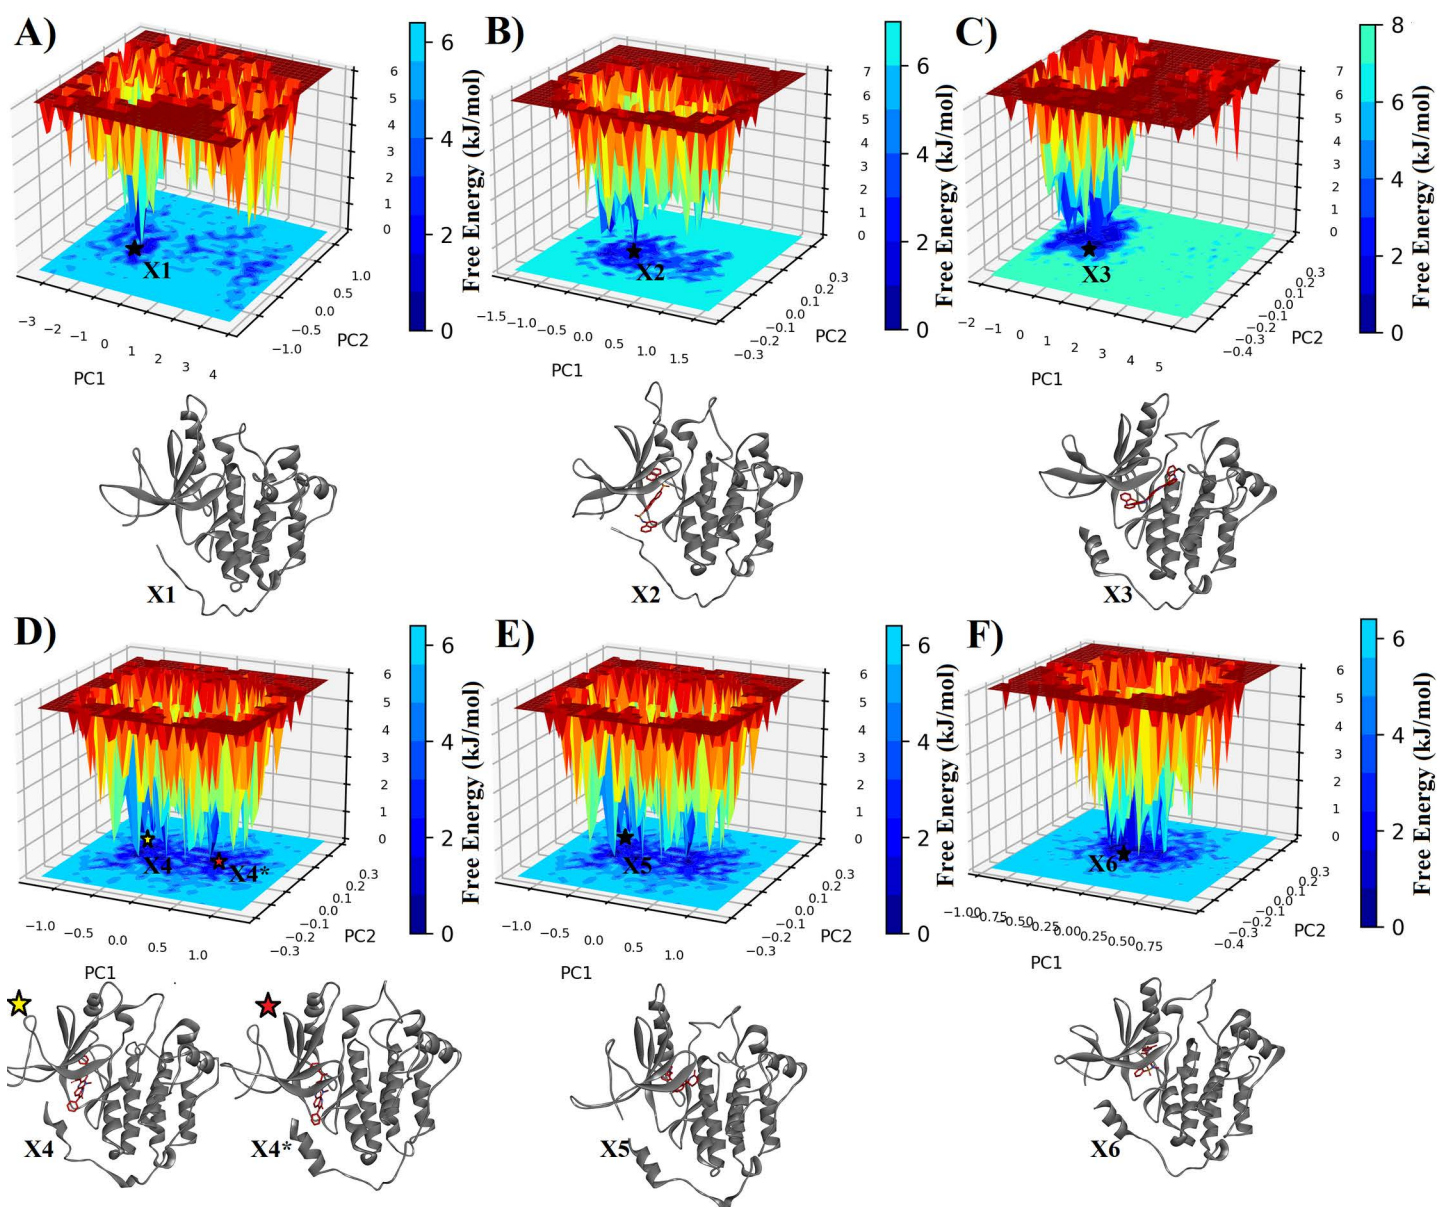 A)
6
4
2
0
Free Energy (kJ/mol)
6
5
4
3
2
1
0
X1
−3 −2 −1 0 1 2 3 4
PC1
−1.0 −0.5 0.0 0.5 1.0
PC2
B)
6
4
2
0
Free Energy (kJ/mol)
7
6
5
4
3
2
1
0
X2
−1.5 −1.0 −0.5 0.0 0.5 1.0 1.5
PC1
−0.3 −0.2 −0.1 0.0 0.1 0.2 0.3
PC2
C)
8
6
4
2
0
Free Energy (kJ/mol)
7
6
5
4
3
2
1
0
X3
−2 −1 0 1 2 3 4 5
PC1
−0.4 −0.3 −0.2 −0.1 0.0 0.1 0.2 0.3
PC2
X1
X2
X3
D)
6
4
2
0
Free Energy (kJ/mol)
6
5
4
3
2
1
0
X4
X4*
−1.0 −0.5 0.0 0.5 1.0
PC1
−0.3 −0.2 −0.1 0.0 0.1 0.2 0.3
PC2
E)
6
4
2
0
Free Energy (kJ/mol)
6
5
4
3
2
1
0
X5
−1.0 −0.5 0.0 0.5 1.0
PC1
−0.3 −0.2 −0.1 0.0 0.1 0.2 0.3
PC2
F)
6
4
2
0
Free Energy (kJ/mol)
6
5
4
3
2
1
0
X6
−1.00 −0.75 −0.50 −0.25 0.00 0.25 0.50 0.75
PC1
−0.4 −0.3 −0.2 −0.1 0.0 0.1 0.2 0.3
PC2
X4
X4*
X5
X6